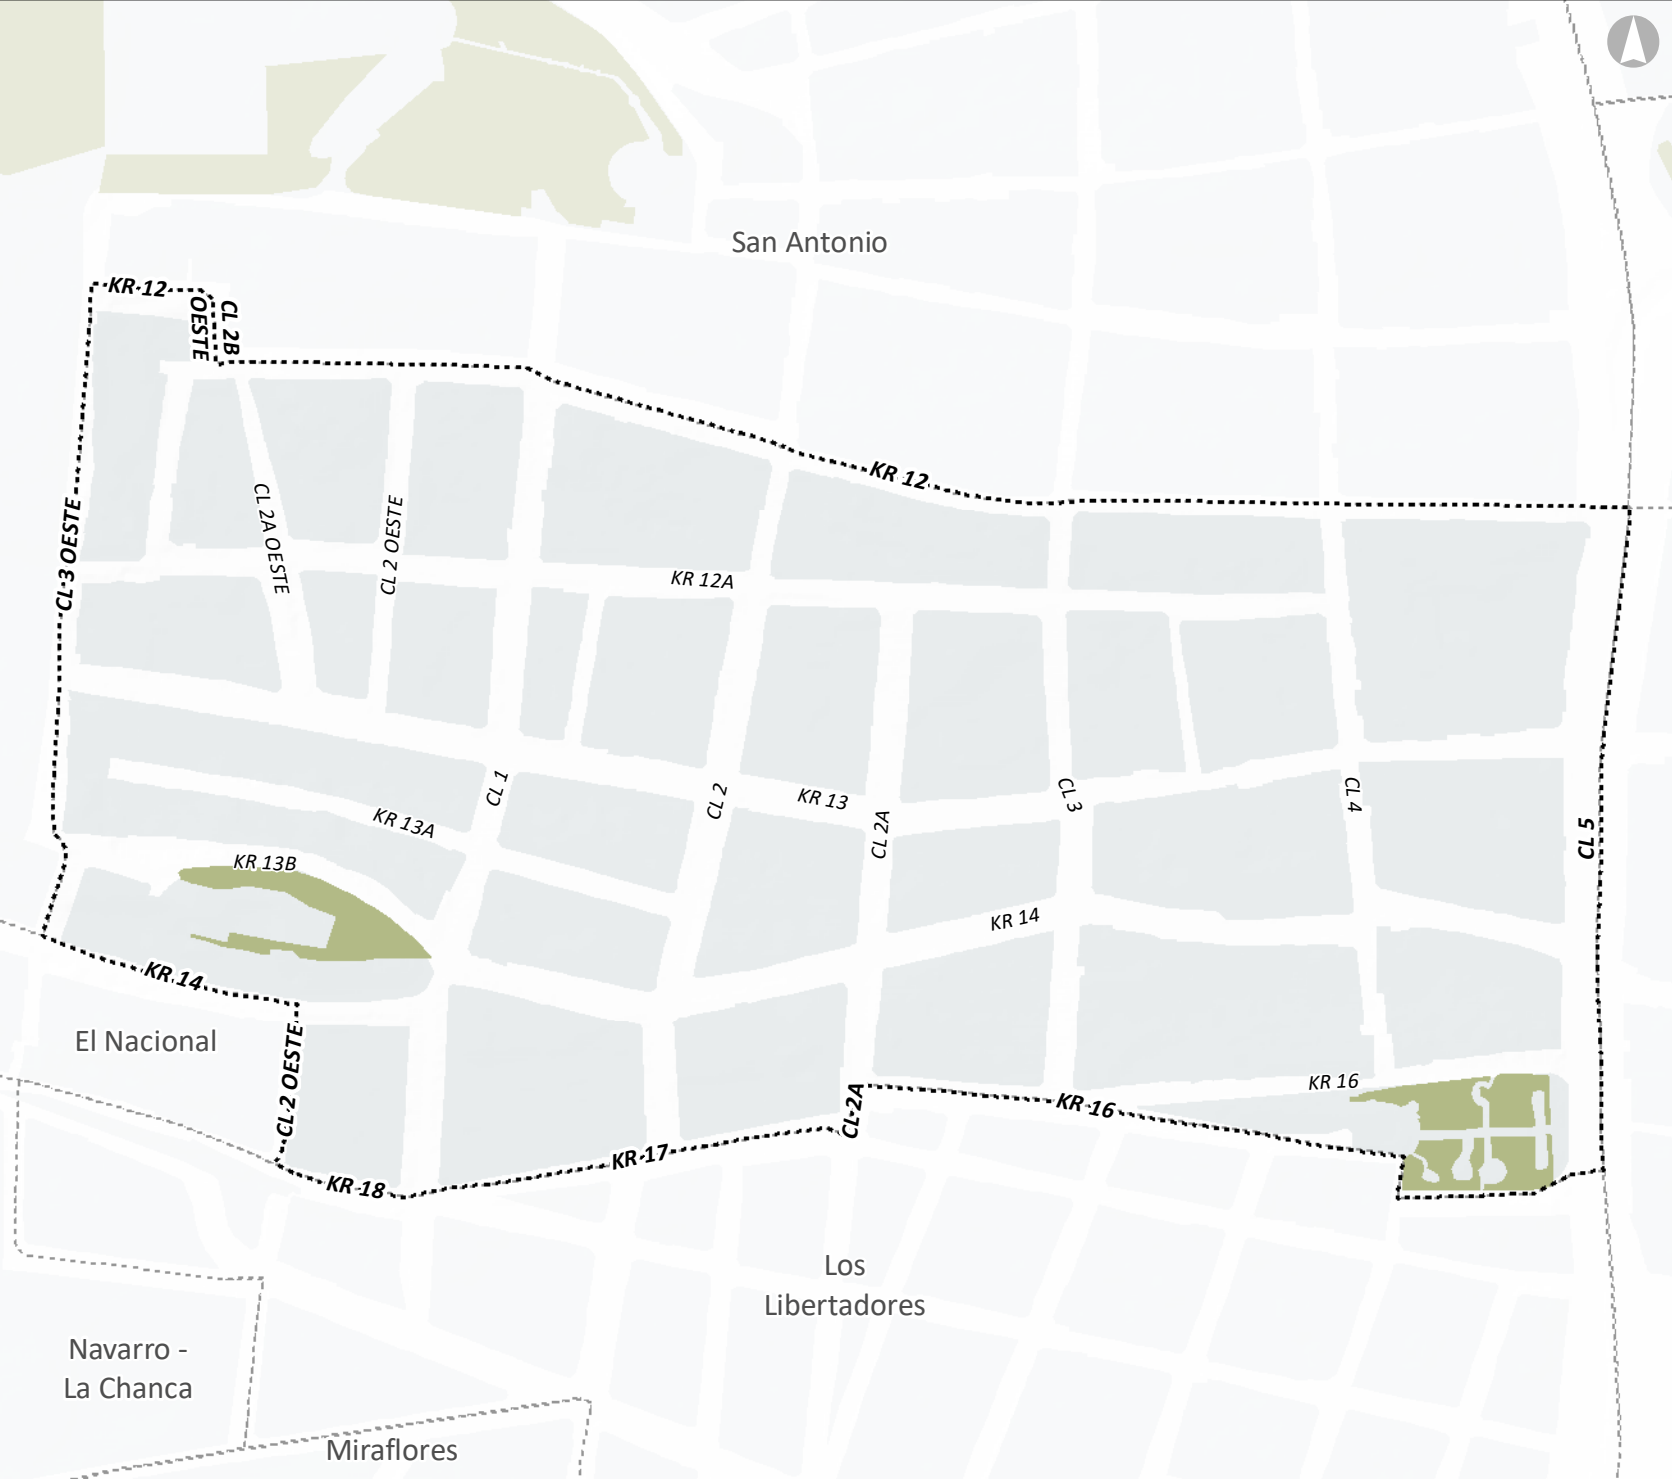 San Antonio
KR 12
CL 2B
OESTE
KR 12
CL 3 OESTE
CL 2A OESTE
CL 2 OESTE
KR 12A
CL 1
CL 2
KR 13
CL 2A
CL 3
CL 4
CL 5
KR 13A
KR 13B
KR 14
KR 14
El Nacional
CL 2 OESTE
KR 16
CL 2A
KR 16
KR 17
KR 18
Los
Libertadores
Navarro -
La Chanca
Miraflores